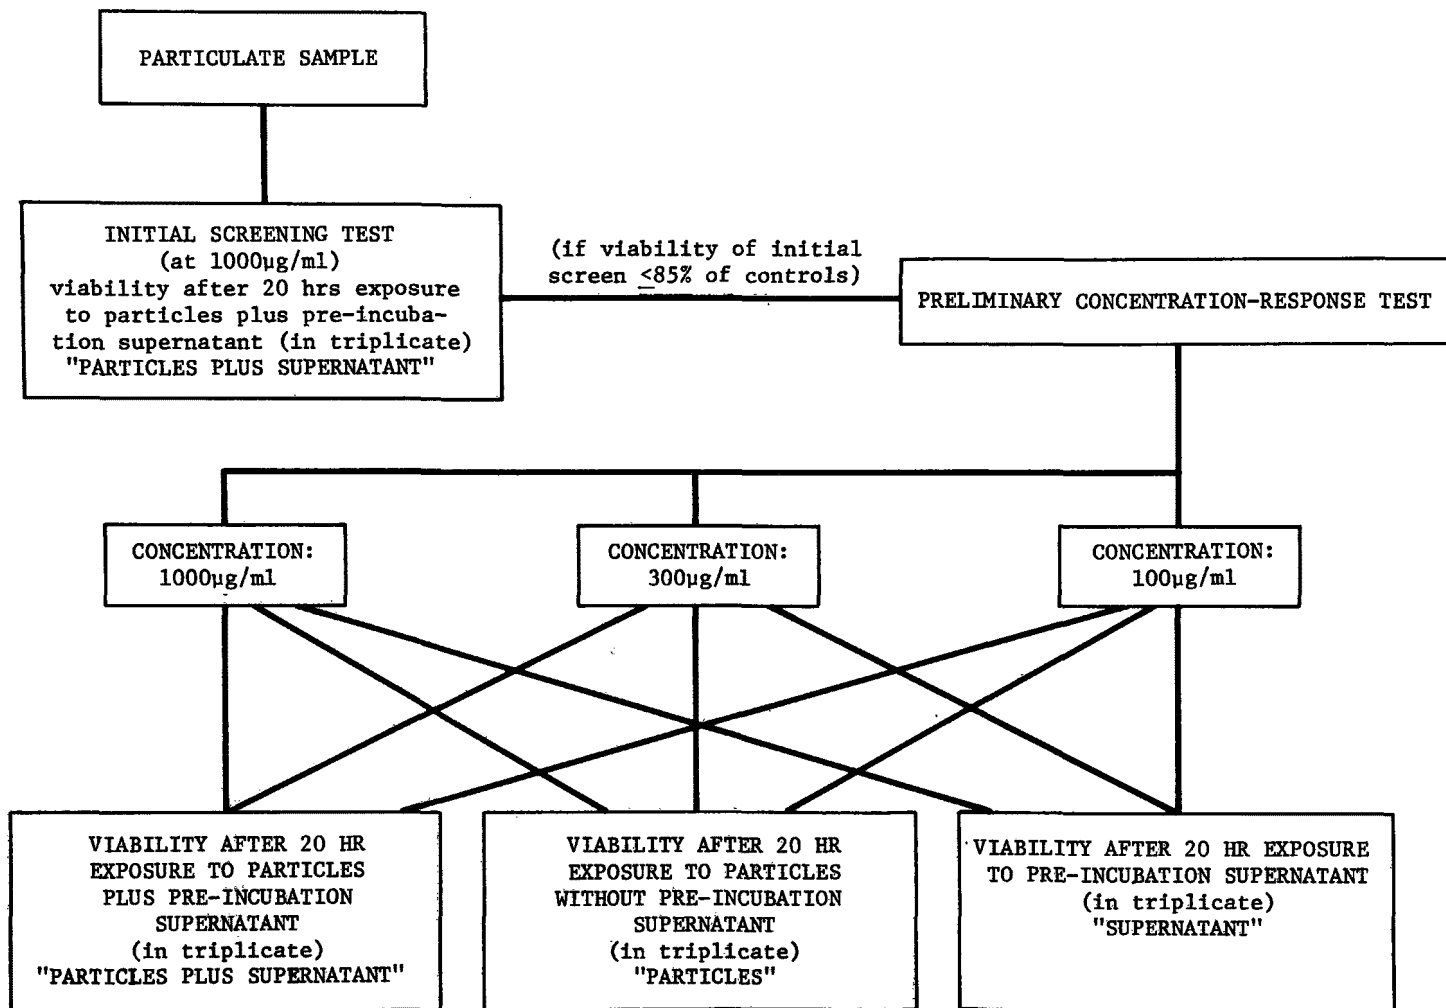 PARTICULATE SAMPLE
INITIAL SCREENING TEST
(at 1000µg/ml)
viability after 20 hrs exposure
to particles plus pre-incuba-
tion supernatant (in triplicate)
"PARTICLES PLUS SUPERNATANT"
(if viability of initial
screen ≤85% of controls)
PRELIMINARY CONCENTRATION-RESPONSE TEST
CONCENTRATION:
1000µg/ml
CONCENTRATION:
300µg/ml
CONCENTRATION:
100µg/ml
VIABILITY AFTER 20 HR
EXPOSURE TO PARTICLES
PLUS PRE-INCUBATION
SUPERNATANT
(in triplicate)
"PARTICLES PLUS SUPERNATANT"
VIABILITY AFTER 20 HR
EXPOSURE TO PARTICLES
WITHOUT PRE-INCUBATION
SUPERNATANT
(in triplicate)
"PARTICLES"
VIABILITY AFTER 20 HR EXPOSURE
TO PRE-INCUBATION SUPERNATANT
(in triplicate)
"SUPERNATANT"